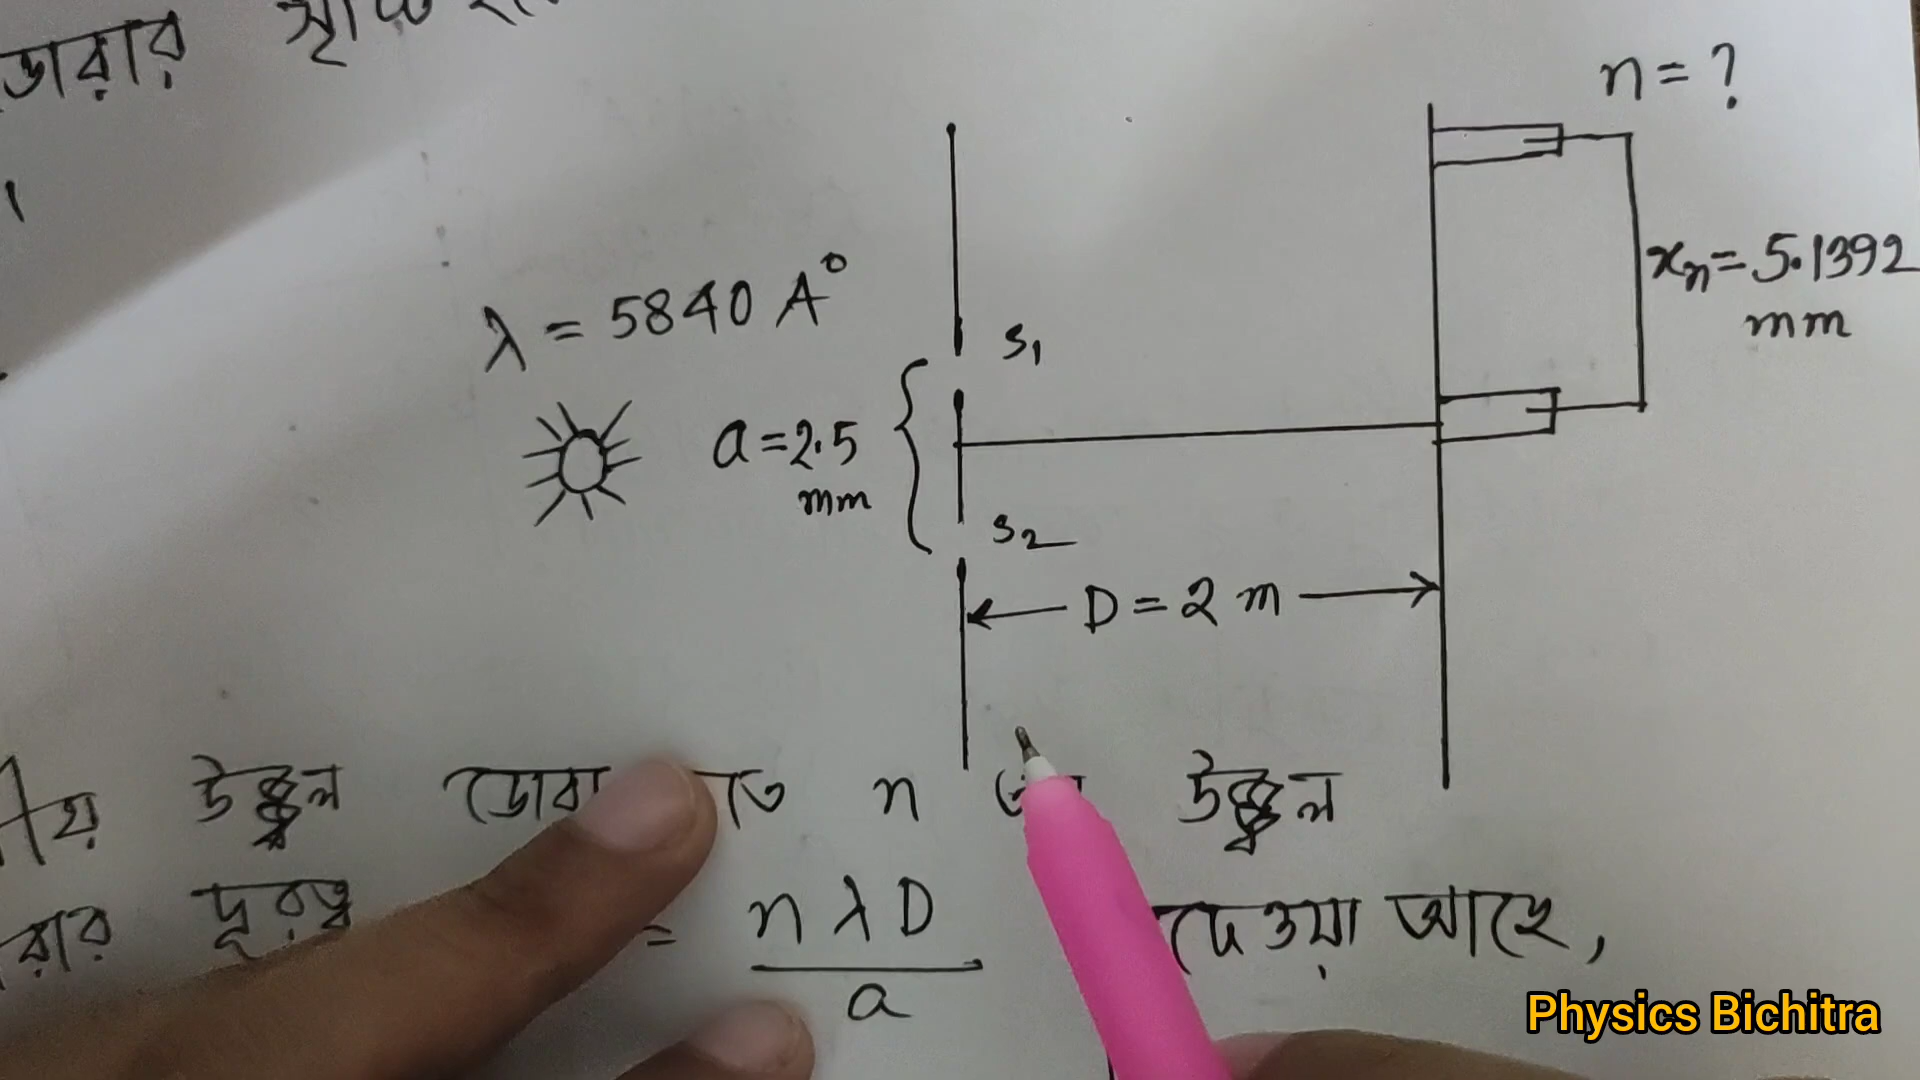 ডোরার
n = ?
xₙ = 5.1392 mm
λ = 5840 A°
S₁
a = 2.5 mm
S₂
D = 2 m
উজ্জ্বল n উজ্জ্বল
দূরত্ব = nλD / a দেওয়া আছে,
Physics Bichitra